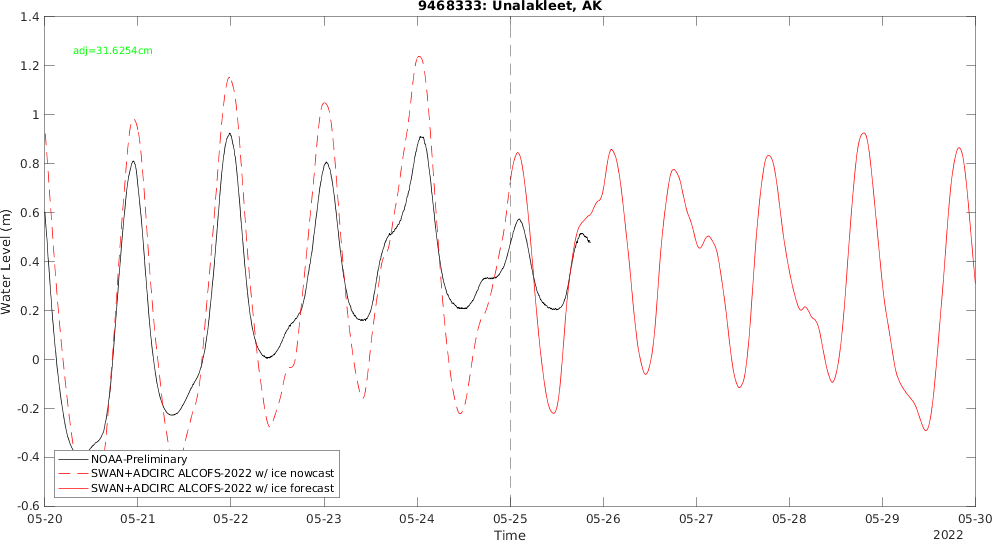 9468333: Unalakleet, AK
adj=31.6254cm
Water Level (m)
1.4
1.2
1
0.8
0.6
0.4
0.2
0
-0.2
-0.4
-0.6
NOAA-Preliminary
SWAN+ADCIRC ALCOFS-2022 w/ ice nowcast
SWAN+ADCIRC ALCOFS-2022 w/ ice forecast
05-20 05-21 05-22 05-23 05-24 05-25 05-26 05-27 05-28 05-29 05-30
Time
2022